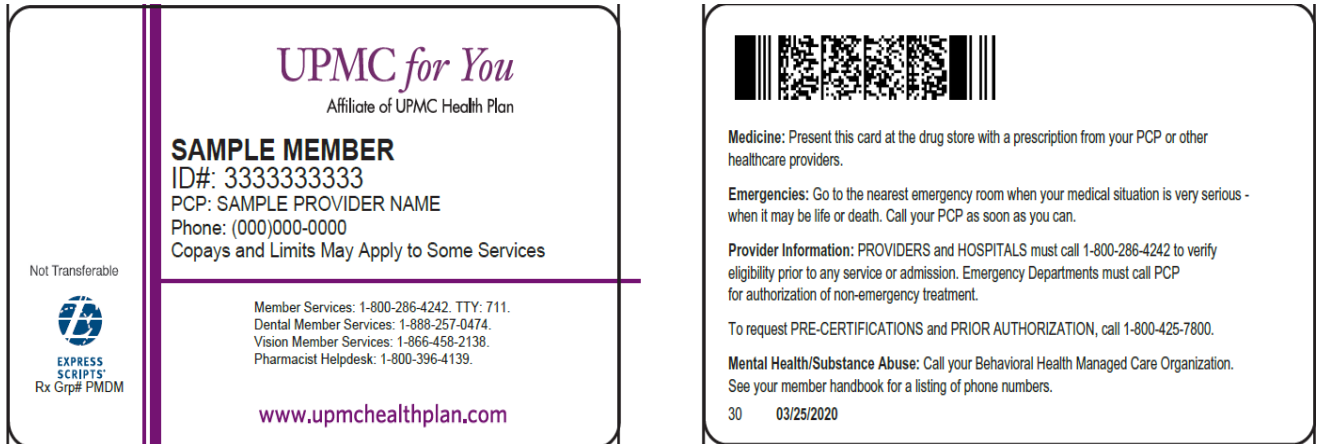 UPMC for You
Affiliate of UPMC Health Plan
SAMPLE MEMBER
ID#: 3333333333
PCP: SAMPLE PROVIDER NAME
Phone: (000)000-0000
Copays and Limits May Apply to Some Services
Not Transferable
EXPRESS
SCRIPTS®
Rx Grp# PMDM
Member Services: 1-800-286-4242. TTY: 711.
Dental Member Services: 1-888-257-0474.
Vision Member Services: 1-866-458-2138.
Pharmacist Helpdesk: 1-800-396-4139.
www.upmchealthplan.com
Medicine: Present this card at the drug store with a prescription from your PCP or other
healthcare providers.
Emergencies: Go to the nearest emergency room when your medical situation is very serious -
when it may be life or death. Call your PCP as soon as you can.
Provider Information: PROVIDERS and HOSPITALS must call 1-800-286-4242 to verify
eligibility prior to any service or admission. Emergency Departments must call PCP
for authorization of non-emergency treatment.
To request PRE-CERTIFICATIONS and PRIOR AUTHORIZATION, call 1-800-425-7800.
Mental Health/Substance Abuse: Call your Behavioral Health Managed Care Organization.
See your member handbook for a listing of phone numbers.
30 03/25/2020